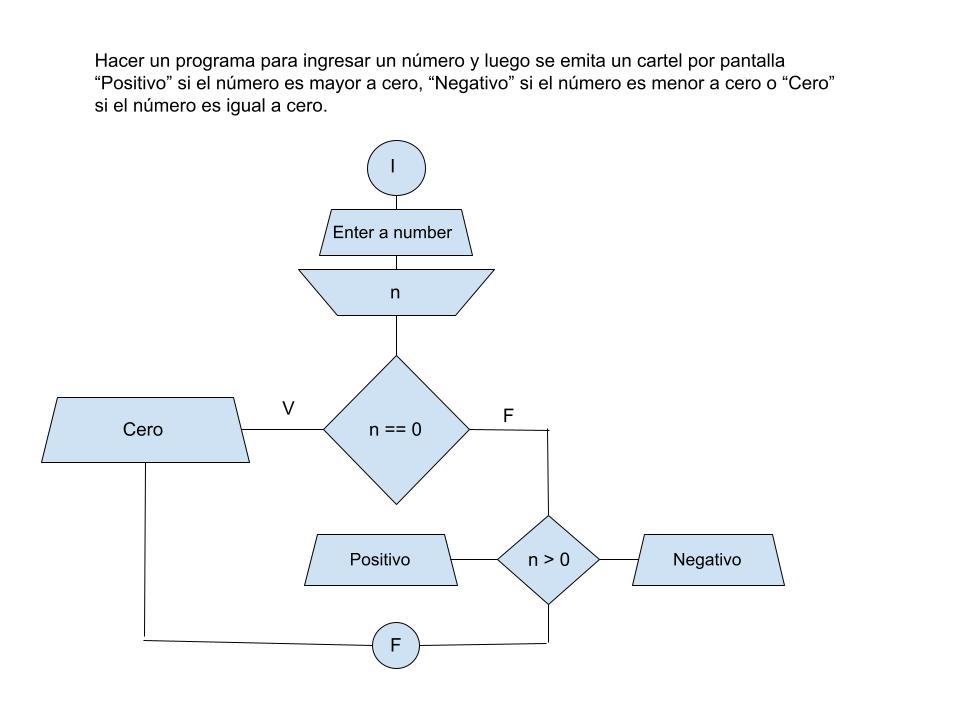 Hacer un programa para ingresar un número y luego se emita un cartel por pantalla
“Positivo” si el número es mayor a cero, “Negativo” si el número es menor a cero o “Cero”
si el número es igual a cero.
I
Enter a number
n
V
F
Cero
n == 0
Positivo
n > 0
Negativo
F